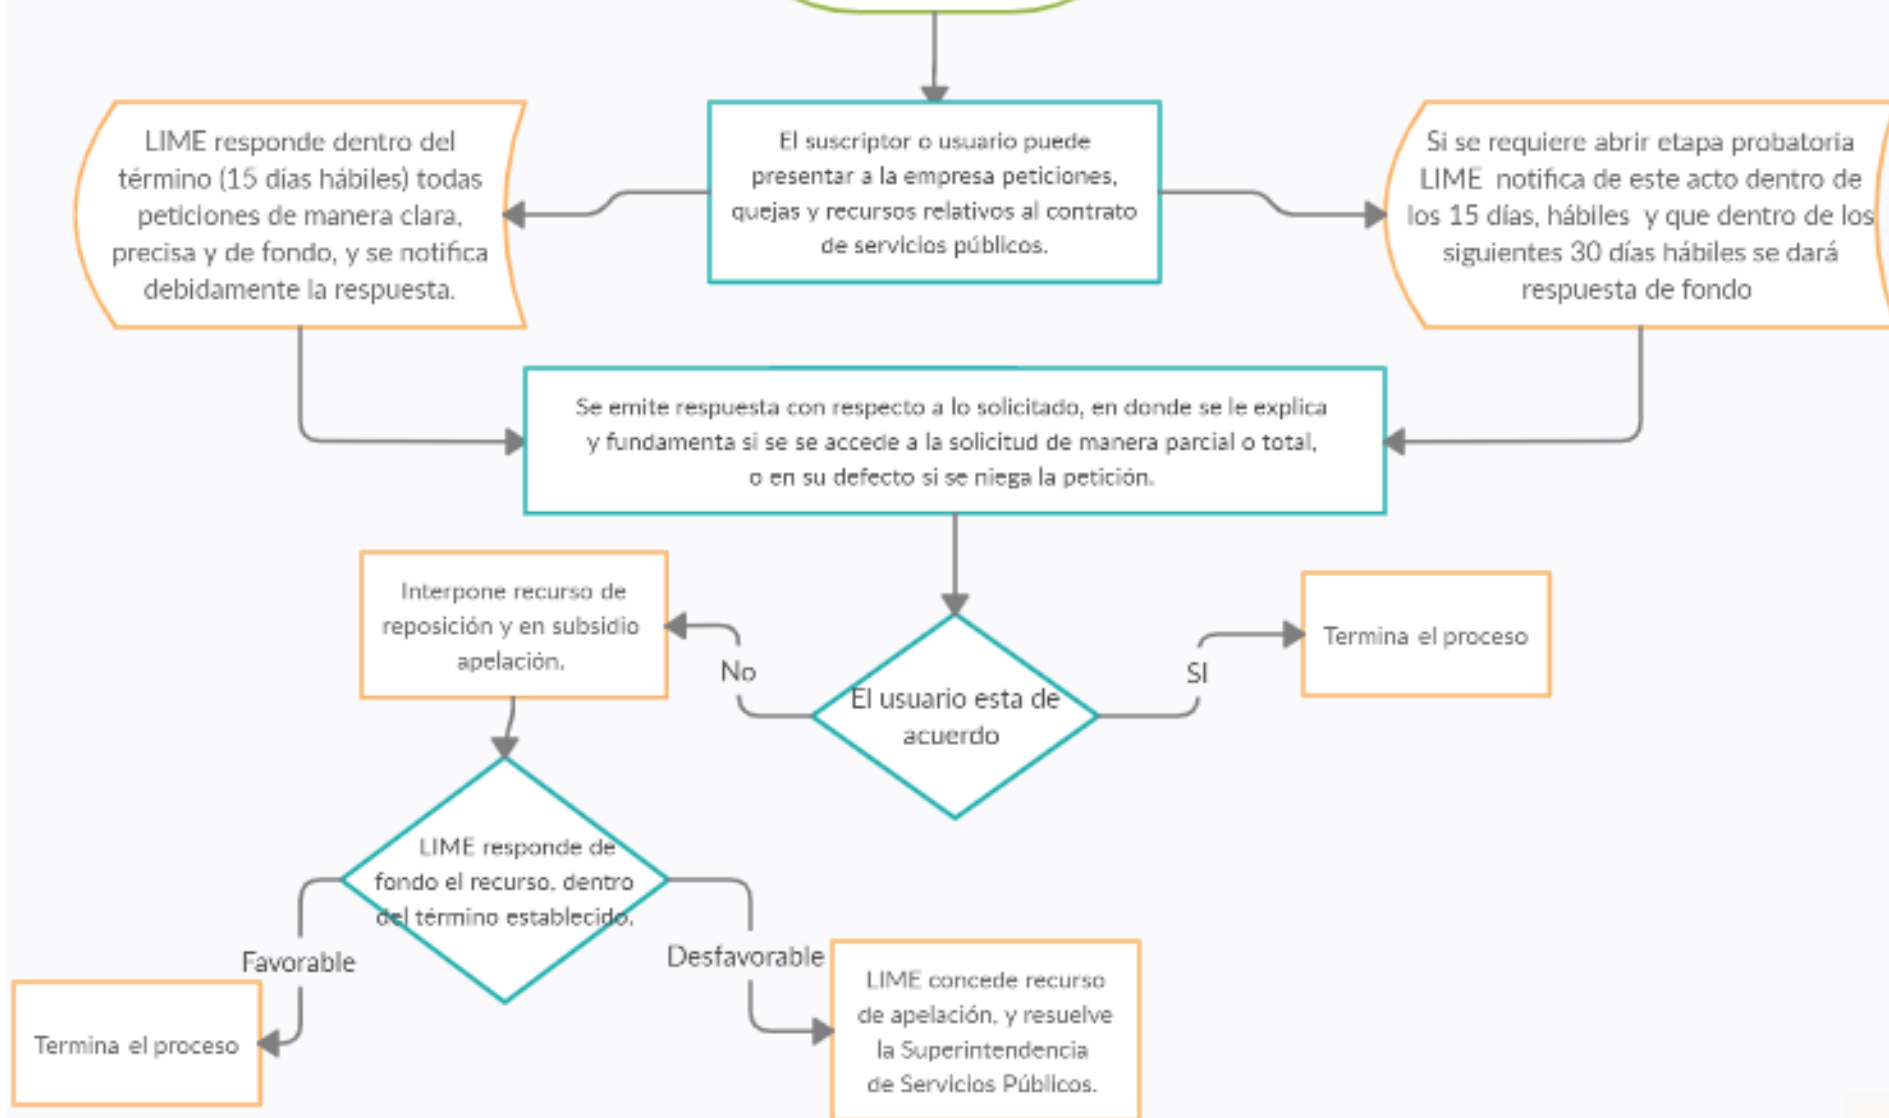 LIME responde dentro del
término (15 días hábiles) todas
peticiones de manera clara,
precisa y de fondo, y se notifica
debidamente la respuesta.
El suscriptor o usuario puede
presentar a la empresa peticiones,
quejas y recursos relativos al contrato
de servicios públicos.
Si se requiere abrir etapa probatoria
LIME notifica de este acto dentro de
los 15 días, hábiles y que dentro de los
siguientes 30 días hábiles se dará
respuesta de fondo
Se emite respuesta con respecto a lo solicitado, en donde se le explica
y fundamenta si se se accede a la solicitud de manera parcial o total,
o en su defecto si se niega la petición.
Interpone recurso de
reposición y en subsidio
apelación.
No
El usuario esta de
acuerdo
SI
Termina el proceso
LIME responde de
fondo el recurso, dentro
del término establecido.
Favorable
Desfavorable
Termina el proceso
LIME concede recurso
de apelación, y resuelve
la Superintendencia
de Servicios Públicos.